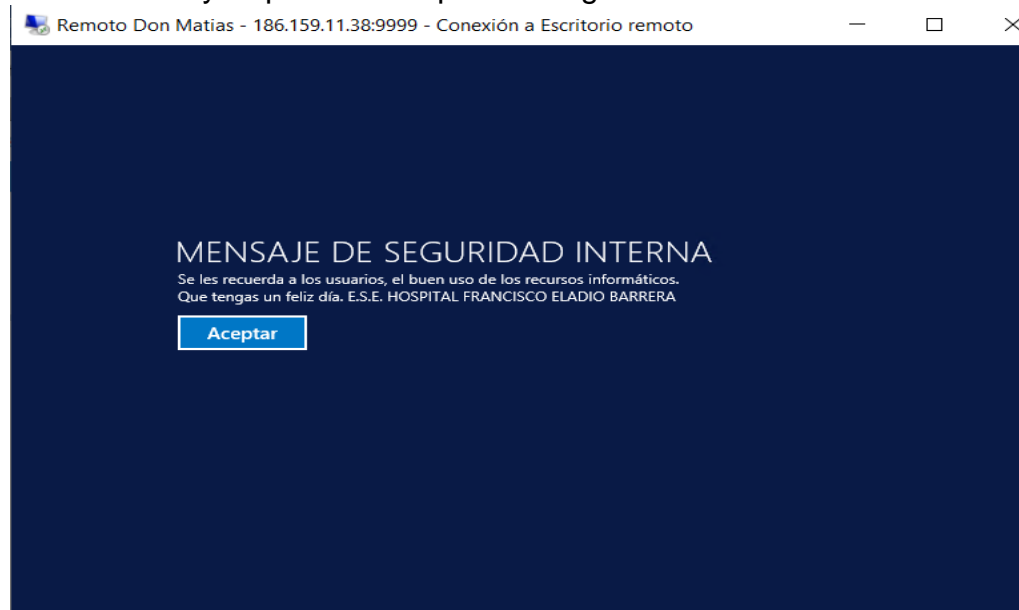 Remoto Don Matias - 186.159.11.38:9999 - Conexión a Escritorio remoto
MENSAJE DE SEGURIDAD INTERNA
Se les recuerda a los usuarios, el buen uso de los recursos informáticos.
Que tengas un feliz día. E.S.E. HOSPITAL FRANCISCO ELADIO BARRERA
Aceptar